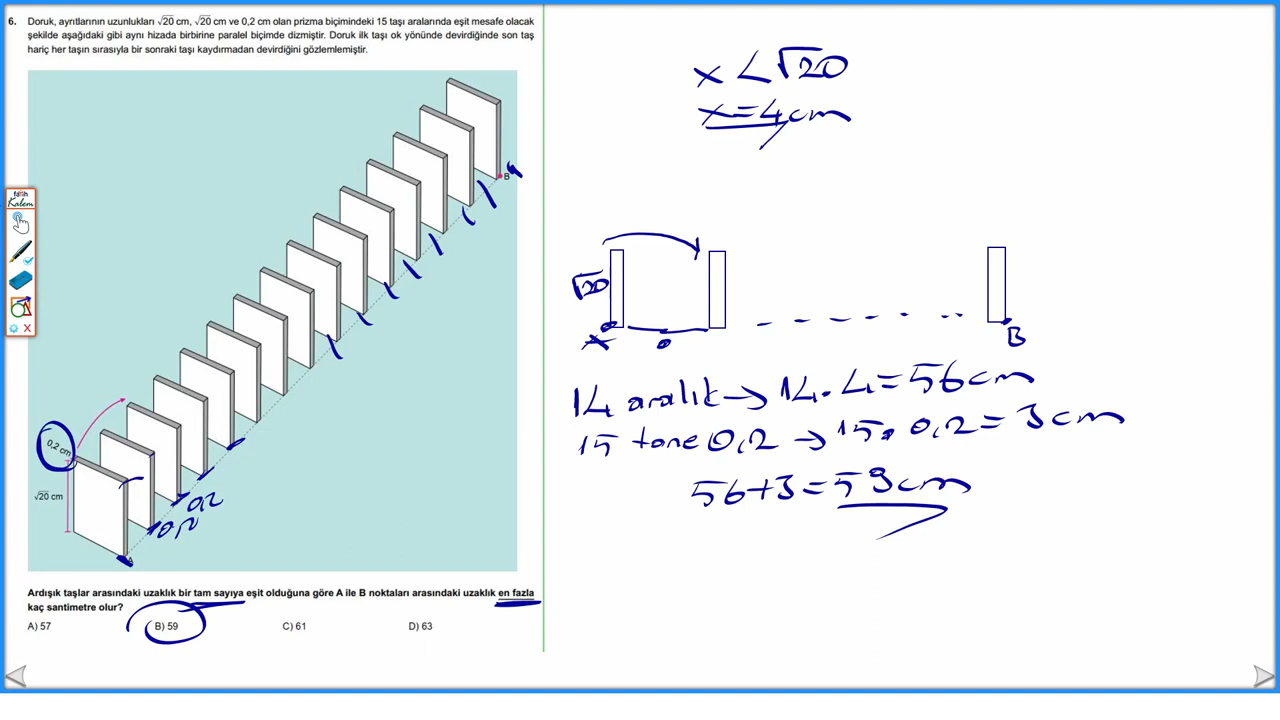 6. Doruk, ayrıtlarının uzunlukları √20 cm, √20 cm ve 0,2 cm olan prizma biçimindeki 15 taşı aralarında eşit mesafe olacak
şekilde aşağıdaki gibi aynı hizada birbirine paralel biçimde dizmiştir. Doruk ilk taşı ok yönünde devirdiğinde son taş
hariç her taşın sırasıyla bir sonraki taşı kaydırmadan devirdiğini gözlemlemiştir.
x < √20
x = 4 cm
B
fatih
Kalem
√20
A
B
0,2 cm
√20 cm
0,2
0,2
A
14 aralık → 14 . 4 = 56 cm
15 tane 0,2 → 15 . 0,2 = 3 cm
56 + 3 = 59 cm
Ardışık taşlar arasındaki uzaklık bir tam sayıya eşit olduğuna göre A ile B noktaları arasındaki uzaklık en fazla
kaç santimetre olur?
A) 57 B) 59 C) 61 D) 63